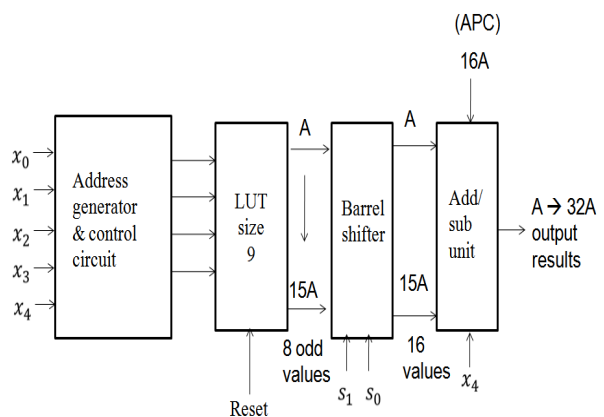 (APC)
16A
x₀
x₁
x₂
x₃
x₄
Address
generator
& control
circuit
LUT
size
9
Reset
A
15A
8 odd
values
Barrel
shifter
s₁ s₀
A
15A
16
values
Add/
sub
unit
x₄
A → 32A
output
results